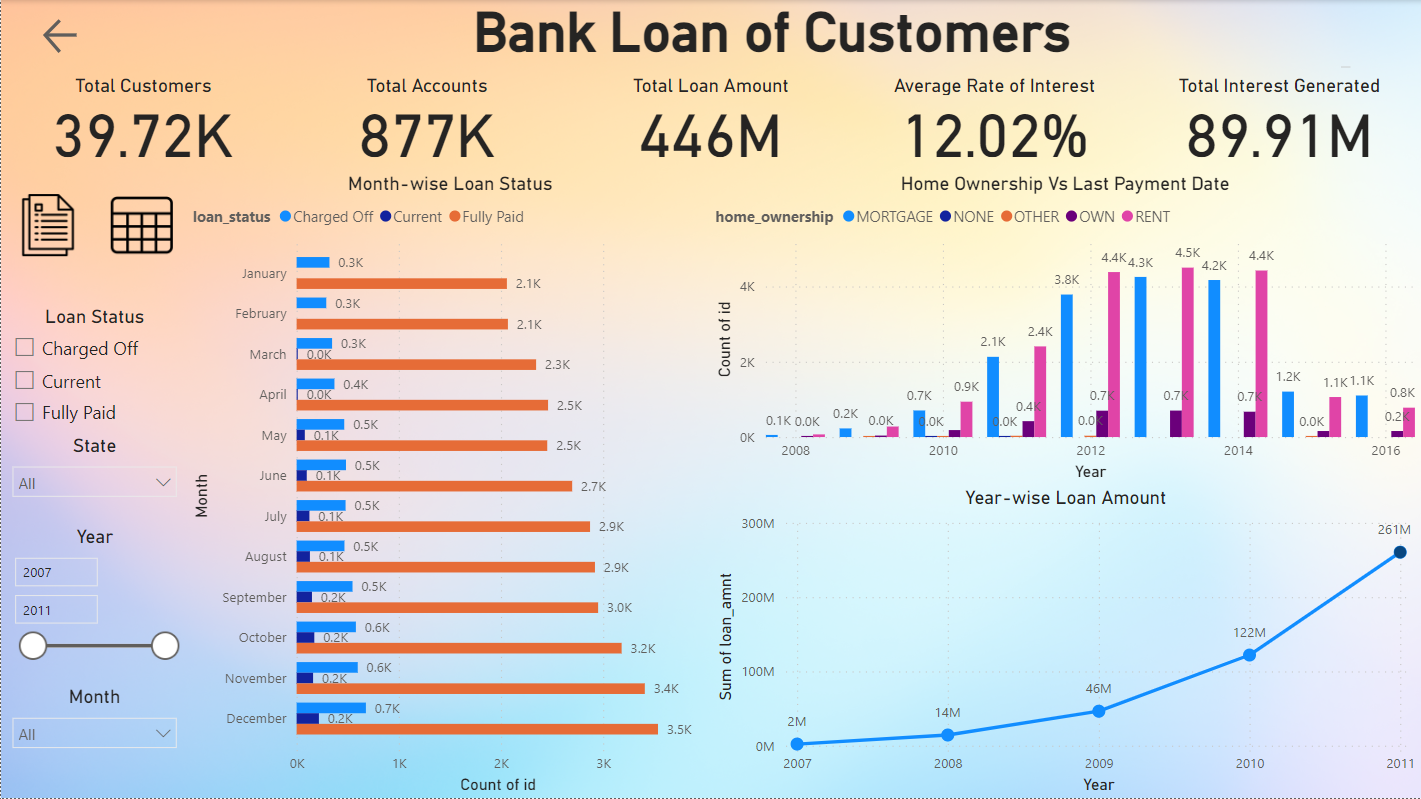 Bank Loan of Customers
Total Customers
39.72K
Total Accounts
877K
Total Loan Amount
446M
Average Rate of Interest
12.02%
Total Interest Generated
89.91M
Loan Status
Charged Off
Current
Fully Paid
State
All
Year
2007
2011
Month
All
Month-wise Loan Status
loan_status Charged Off Current Fully Paid
Month
January 0.3K 2.1K
February 0.3K 2.1K
March 0.3K 0.0K 2.3K
April 0.4K 0.0K 2.5K
May 0.5K 0.1K 2.5K
June 0.5K 0.1K 2.7K
July 0.5K 0.1K 2.9K
August 0.5K 0.1K 2.9K
September 0.5K 0.2K 3.0K
October 0.6K 0.2K 3.2K
November 0.6K 0.2K 3.4K
December 0.7K 0.2K 3.5K
0K 1K 2K 3K
Count of id
Home Ownership Vs Last Payment Date
home_ownership MORTGAGE NONE OTHER OWN RENT
Count of id
4K
2K
0K
0.1K 0.0K 0.2K 0.0K 0.7K 0.0K 0.9K 2.1K 0.0K 0.4K 2.4K 3.8K 0.0K 0.7K 4.4K 4.3K 0.7K 4.5K 4.2K 0.7K 4.4K 1.2K 0.0K 1.1K 1.1K 0.2K 0.8K
2008 2010 2012 2014 2016
Year
Year-wise Loan Amount
Sum of loan_amnt
300M
200M
100M
0M
2M 14M 46M 122M 261M
2007 2008 2009 2010 2011
Year